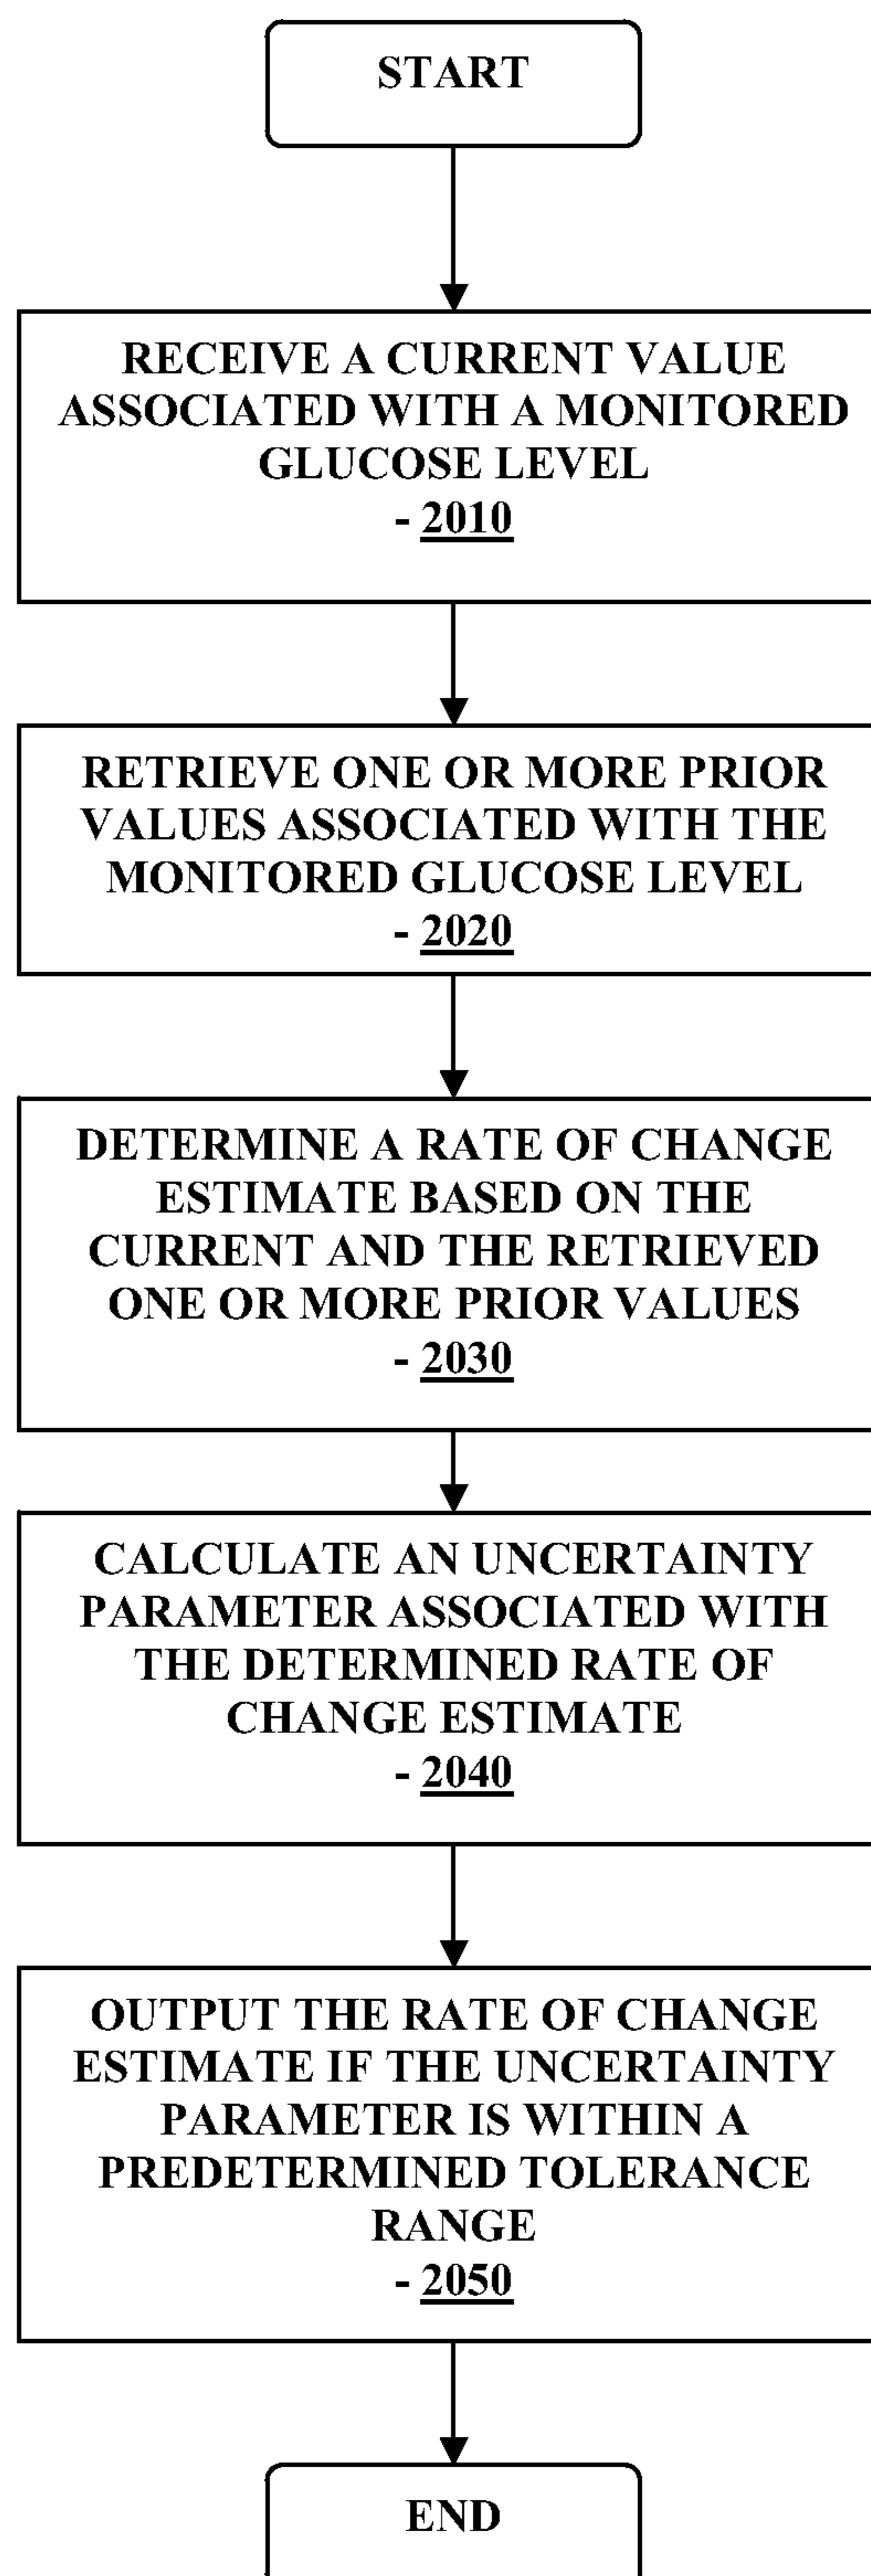 START
RECEIVE A CURRENT VALUE
ASSOCIATED WITH A MONITORED
GLUCOSE LEVEL
- 2010
RETRIEVE ONE OR MORE PRIOR
VALUES ASSOCIATED WITH THE
MONITORED GLUCOSE LEVEL
- 2020
DETERMINE A RATE OF CHANGE
ESTIMATE BASED ON THE
CURRENT AND THE RETRIEVED
ONE OR MORE PRIOR VALUES
- 2030
CALCULATE AN UNCERTAINTY
PARAMETER ASSOCIATED WITH
THE DETERMINED RATE OF
CHANGE ESTIMATE
- 2040
OUTPUT THE RATE OF CHANGE
ESTIMATE IF THE UNCERTAINTY
PARAMETER IS WITHIN A
PREDETERMINED TOLERANCE
RANGE
- 2050
END